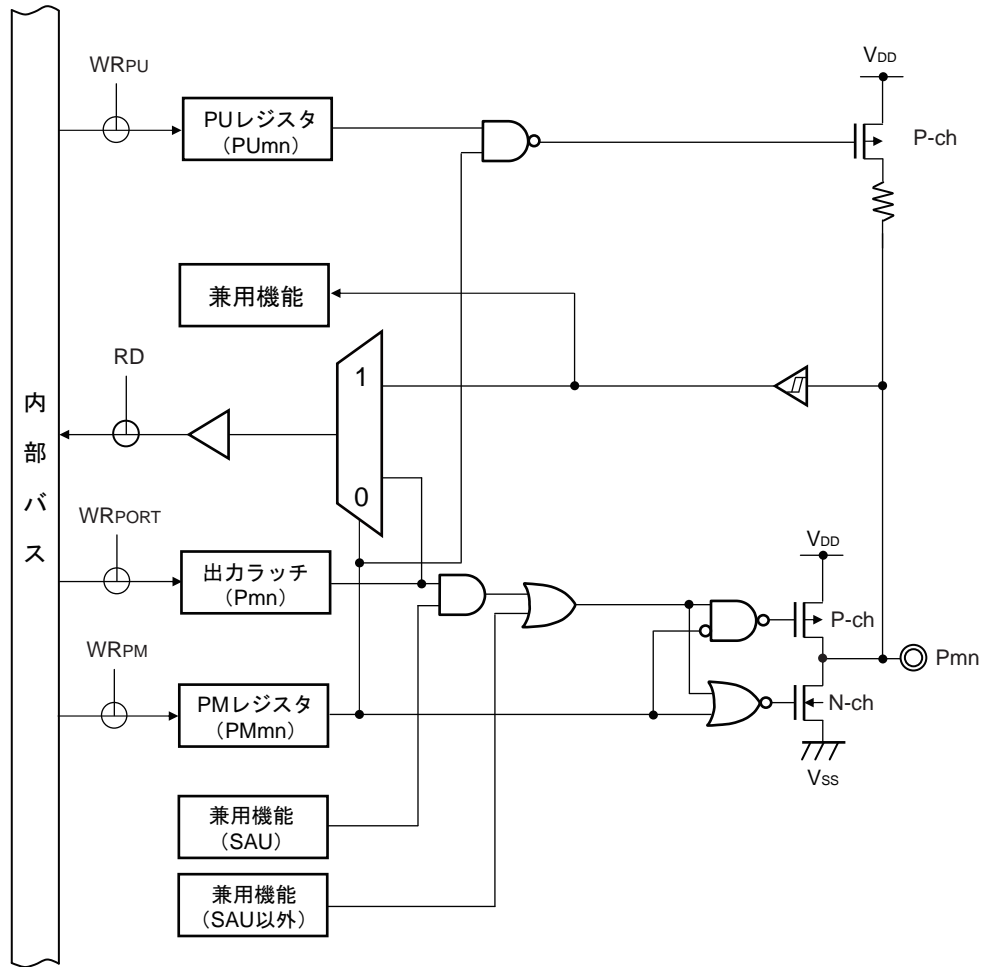 WRPU
PUレジスタ
(PUmn)
VDD
P-ch
兼用機能
RD
1
0
内部バス
WRPORT
出力ラッチ
(Pmn)
VDD
P-ch
Pmn
WRPM
PMレジスタ
(PMmn)
N-ch
VSS
兼用機能
(SAU)
兼用機能
(SAU以外)